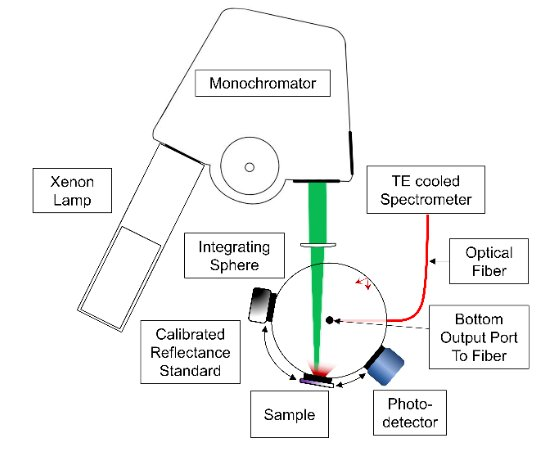 Monochromator
Xenon
Lamp
TE cooled
Spectrometer
Integrating
Sphere
Optical
Fiber
Calibrated
Reflectance
Standard
Bottom
Output Port
To Fiber
Sample
Photo-
detector